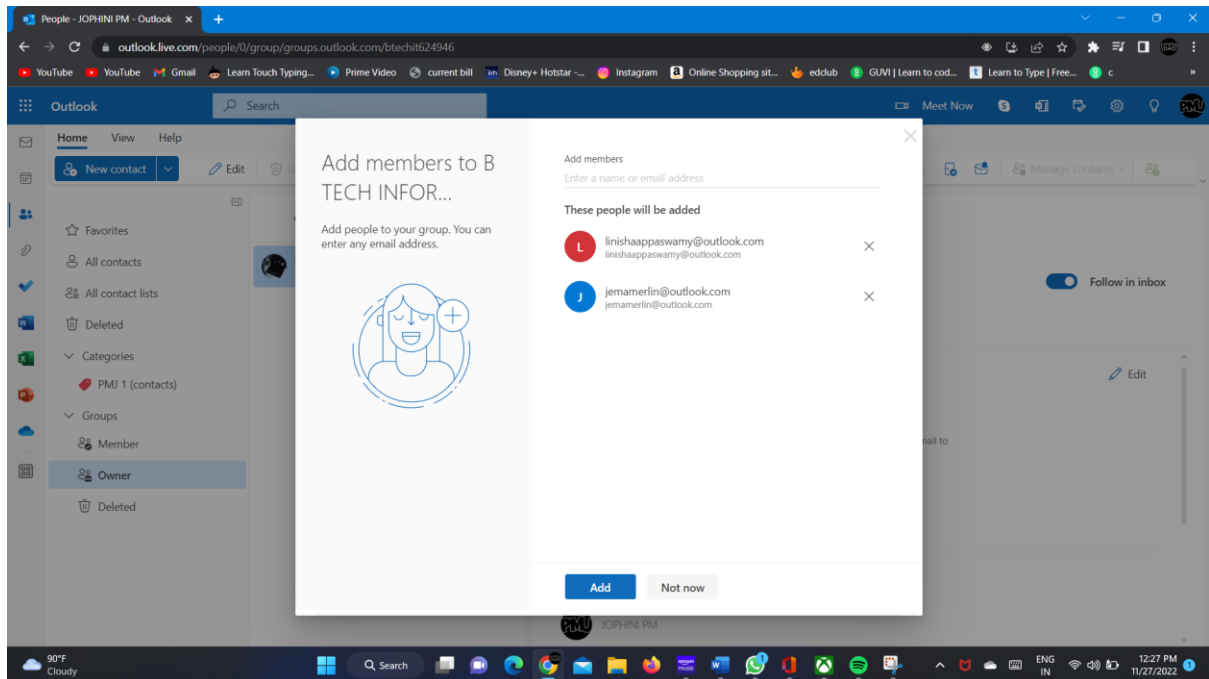 People - JOPHINI PM - Outlook
outlook.live.com/people/0/group/groups.outlook.com/btechit624946
YouTube YouTube Gmail Learn Touch Typing... Prime Video current bill Disney+ Hotstar -... Instagram Online Shopping sit... edclub GUVI | Learn to cod... Learn to Type | Free... c »
Outlook Search Meet Now
Home View Help
New contact Edit Manage contacts
Favorites
All contacts
All contact lists
Deleted
Categories
PMJ 1 (contacts)
Groups
Member
Owner
Deleted
Add members to B
TECH INFOR...
Add people to your group. You can
enter any email address.
Add members
Enter a name or email address
These people will be added
L linishaappaswamy@outlook.com
linishaappaswamy@outlook.com
J jemamerlin@outlook.com
jemamerlin@outlook.com
Add Not now
Follow in inbox
Edit
mail to
PMJ JOPHINI PM
90°F
Cloudy
Search
ENG
IN
12:27 PM
11/27/2022
1